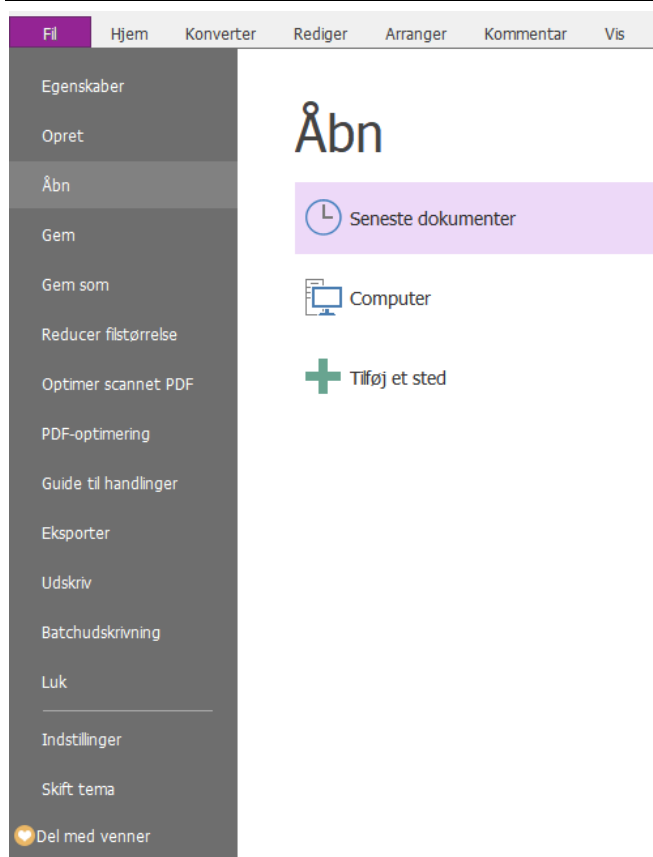 Fil Hjem Konverter Rediger Arranger Kommentar Vis
Egenskaber
Opret
Åbn
Gem
Gem som
Reducer filstørrelse
Optimer scannet PDF
PDF-optimering
Guide til handlinger
Eksporter
Udskriv
Batchudskrivning
Luk
Indstillinger
Skift tema
Del med venner
Åbn
Seneste dokumenter
Computer
Tilføj et sted